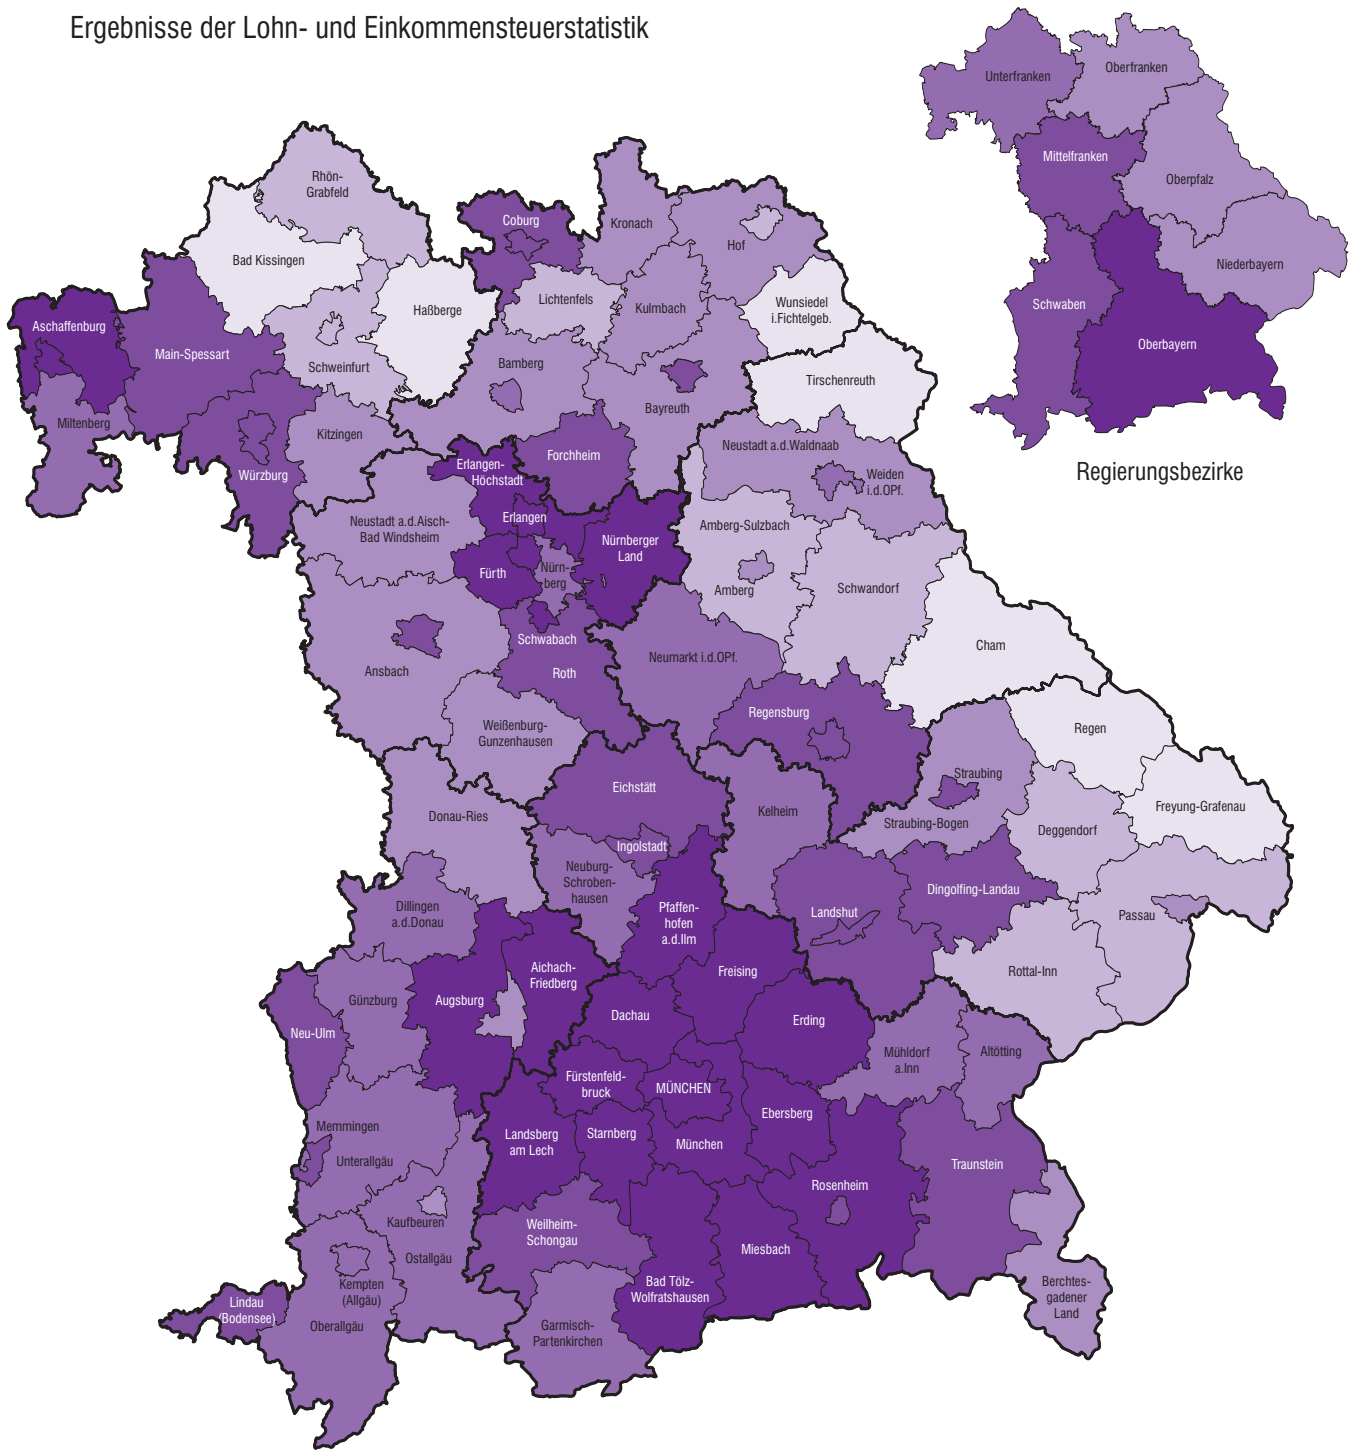 Ergebnisse der Lohn- und Einkommensteuerstatistik
Unterfranken
Oberfranken
Mittelfranken
Oberpfalz
Niederbayern
Schwaben
Oberbayern
Regierungsbezirke
Rhön-
Grabfeld
Bad Kissingen
Coburg
Kronach
Hof
Lichtenfels
Kulmbach
Wunsiedel
i.Fichtelgeb.
Haßberge
Aschaffenburg
Main-Spessart
Schweinfurt
Bamberg
Bayreuth
Tirschenreuth
Miltenberg
Kitzingen
Würzburg
Forchheim
Erlangen-
Höchstadt
Neustadt a.d.Waldnaab
Weiden
i.d.OPf.
Neustadt a.d.Aisch-
Bad Windsheim
Erlangen
Nürnberger
Land
Amberg-Sulzbach
Amberg
Fürth
Nürn-
berg
Schwandorf
Cham
Schwabach
Roth
Ansbach
Neumarkt i.d.OPf.
Regensburg
Weißenburg-
Gunzenhausen
Regen
Eichstätt
Straubing
Freyung-Grafenau
Donau-Ries
Kelheim
Straubing-Bogen
Deggendorf
Ingolstadt
Neuburg-
Schroben-
hausen
Dingolfing-Landau
Dillingen
a.d.Donau
Pfaffen-
hofen
a.d.Ilm
Landshut
Passau
Aichach-
Friedberg
Freising
Rottal-Inn
Günzburg
Augsburg
Dachau
Erding
Neu-Ulm
Mühldorf
a.Inn
Altötting
Fürstenfeld-
bruck
MÜNCHEN
Ebersberg
Memmingen
Landsberg
am Lech
Starnberg
München
Unterallgäu
Traunstein
Rosenheim
Kaufbeuren
Weilheim-
Schongau
Ostallgäu
Miesbach
Kempten
(Allgäu)
Bad Tölz-
Wolfratshausen
Berchtes-
gadener
Land
Lindau
(Bodensee)
Oberallgäu
Garmisch-
Partenkirchen